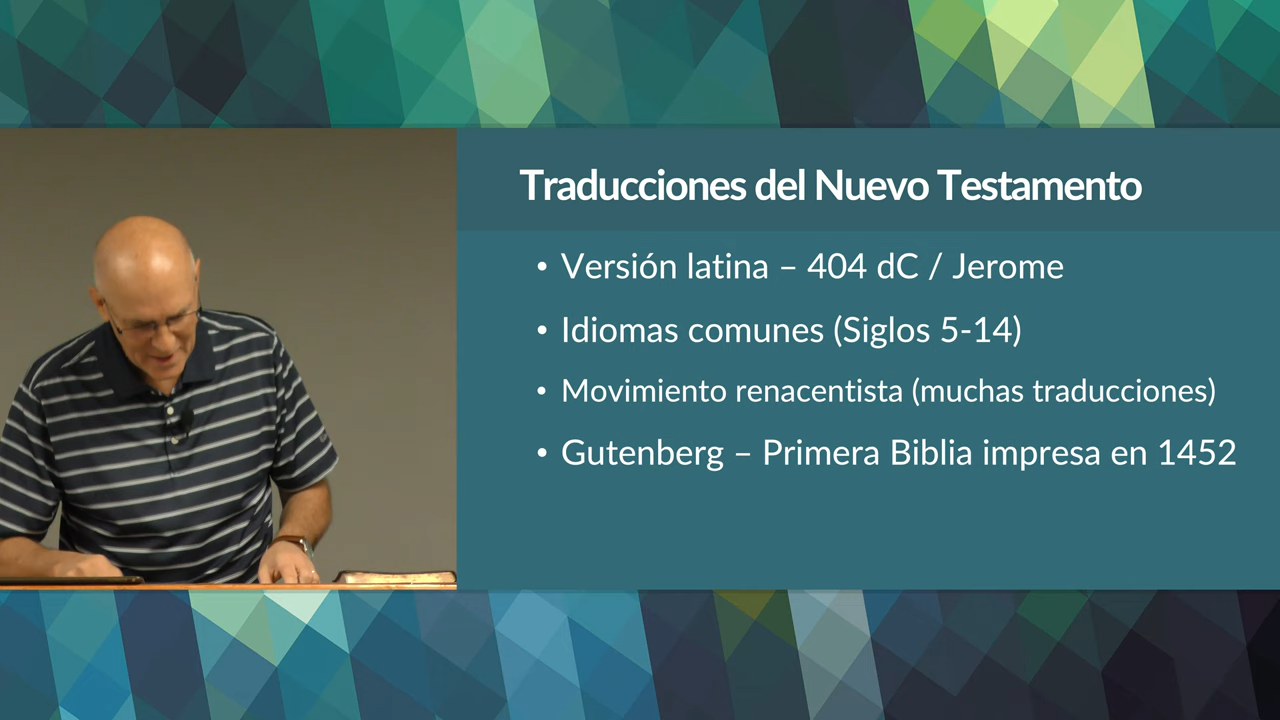 Traducciones del Nuevo Testamento
• Versión latina – 404 dC / Jerome
• Idiomas comunes (Siglos 5-14)
• Movimiento renacentista (muchas traducciones)
• Gutenberg – Primera Biblia impresa en 1452